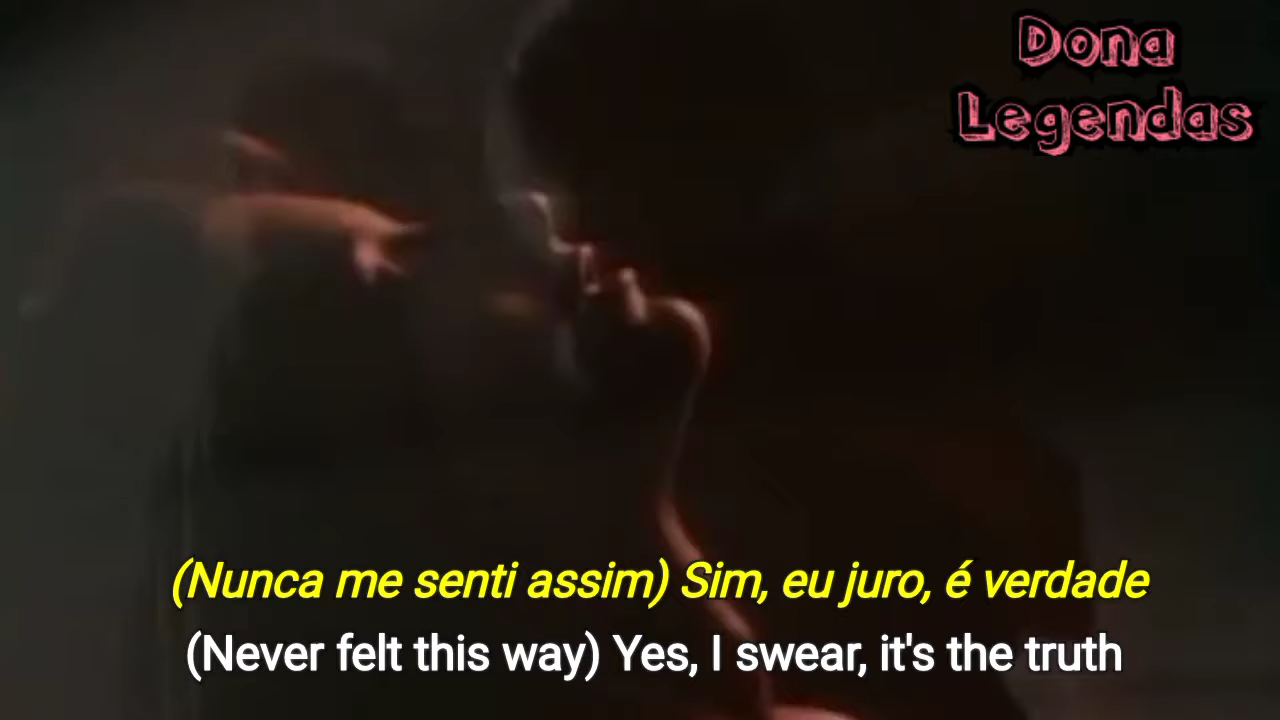 Dona
Legendas
(Nunca me senti assim) Sim, eu juro, é verdade
(Never felt this way) Yes, I swear, it's the truth